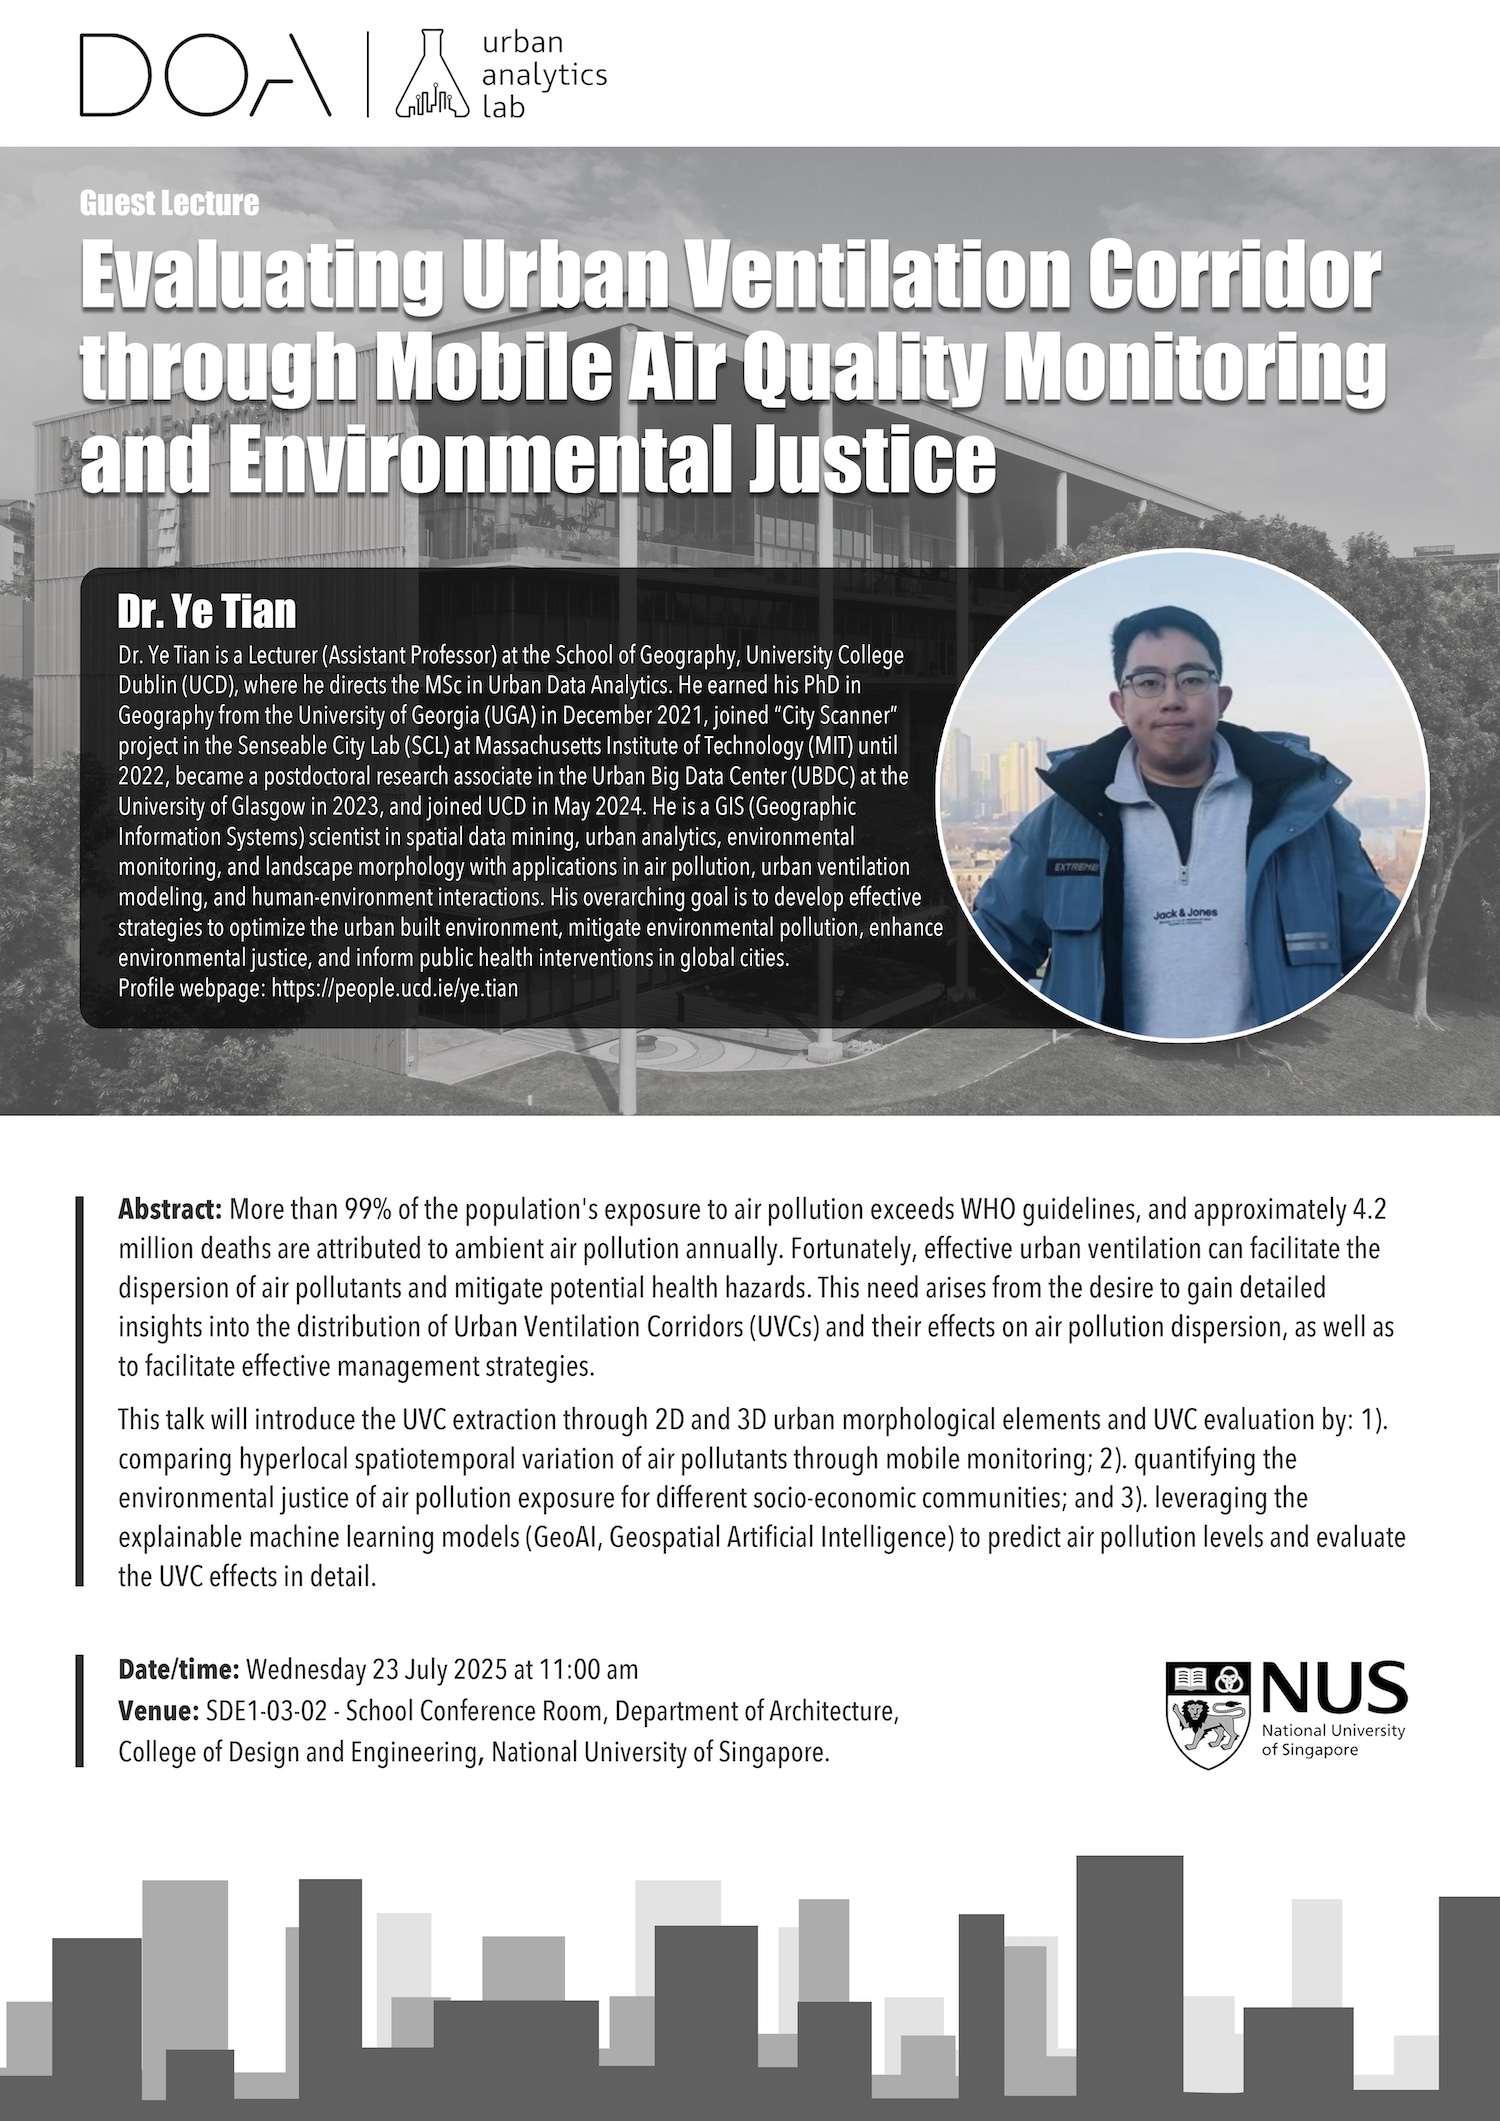 DOA
urban
analytics
lab
Guest Lecture
Evaluating Urban Ventilation Corridor
through Mobile Air Quality Monitoring
and Environmental Justice
Dr. Ye Tian
Dr. Ye Tian is a Lecturer (Assistant Professor) at the School of Geography, University College
Dublin (UCD), where he directs the MSc in Urban Data Analytics. He earned his PhD in
Geography from the University of Georgia (UGA) in December 2021, joined “City Scanner”
project in the Senseable City Lab (SCL) at Massachusetts Institute of Technology (MIT) until
2022, became a postdoctoral research associate in the Urban Big Data Center (UBDC) at the
University of Glasgow in 2023, and joined UCD in May 2024. He is a GIS (Geographic
Information Systems) scientist in spatial data mining, urban analytics, environmental
monitoring, and landscape morphology with applications in air pollution, urban ventilation
modeling, and human-environment interactions. His overarching goal is to develop effective
strategies to optimize the urban built environment, mitigate environmental pollution, enhance
environmental justice, and inform public health interventions in global cities.
Profile webpage: https://people.ucd.ie/ye.tian
EXTREME
Jack & Jones
Abstract: More than 99% of the population's exposure to air pollution exceeds WHO guidelines, and approximately 4.2
million deaths are attributed to ambient air pollution annually. Fortunately, effective urban ventilation can facilitate the
dispersion of air pollutants and mitigate potential health hazards. This need arises from the desire to gain detailed
insights into the distribution of Urban Ventilation Corridors (UVCs) and their effects on air pollution dispersion, as well as
to facilitate effective management strategies.
This talk will introduce the UVC extraction through 2D and 3D urban morphological elements and UVC evaluation by: 1).
comparing hyperlocal spatiotemporal variation of air pollutants through mobile monitoring; 2). quantifying the
environmental justice of air pollution exposure for different socio-economic communities; and 3). leveraging the
explainable machine learning models (GeoAI, Geospatial Artificial Intelligence) to predict air pollution levels and evaluate
the UVC effects in detail.
Date/time: Wednesday 23 July 2025 at 11:00 am
Venue: SDE1-03-02 - School Conference Room, Department of Architecture,
College of Design and Engineering, National University of Singapore.
NUS
National University
of Singapore